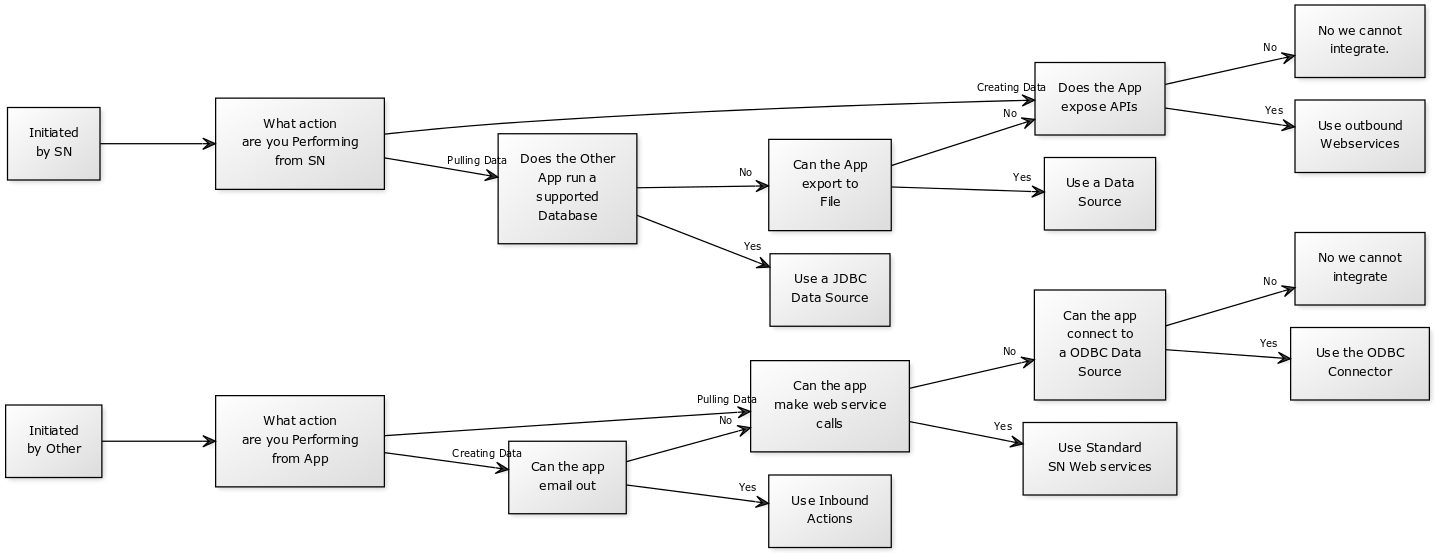 Initiated
by SN
What action
are you Performing
from SN
Creating Data
Pulling Data
Does the Other
App run a
supported
Database
No
Yes
Can the App
export to
File
Use a JDBC
Data Source
No
Yes
Does the App
expose APIs
Use a Data
Source
No
Yes
No we cannot
integrate.
Use outbound
Webservices
Initiated
by Other
What action
are you Performing
from App
Pulling Data
Creating Data
Can the app
email out
No
Yes
Can the app
make web service
calls
Use Inbound
Actions
No
Yes
Can the app
connect to
a ODBC Data
Source
Use Standard
SN Web services
No
Yes
No we cannot
integrate
Use the ODBC
Connector